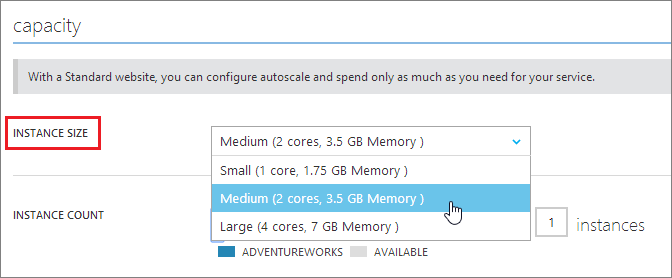 capacity
With a Standard website, you can configure autoscale and spend only as much as you need for your service.
INSTANCE SIZE
Medium (2 cores, 3.5 GB Memory )
Small (1 core, 1.75 GB Memory )
Medium (2 cores, 3.5 GB Memory )
Large (4 cores, 7 GB Memory )
INSTANCE COUNT
1 instances
ADVENTUREWORKS AVAILABLE